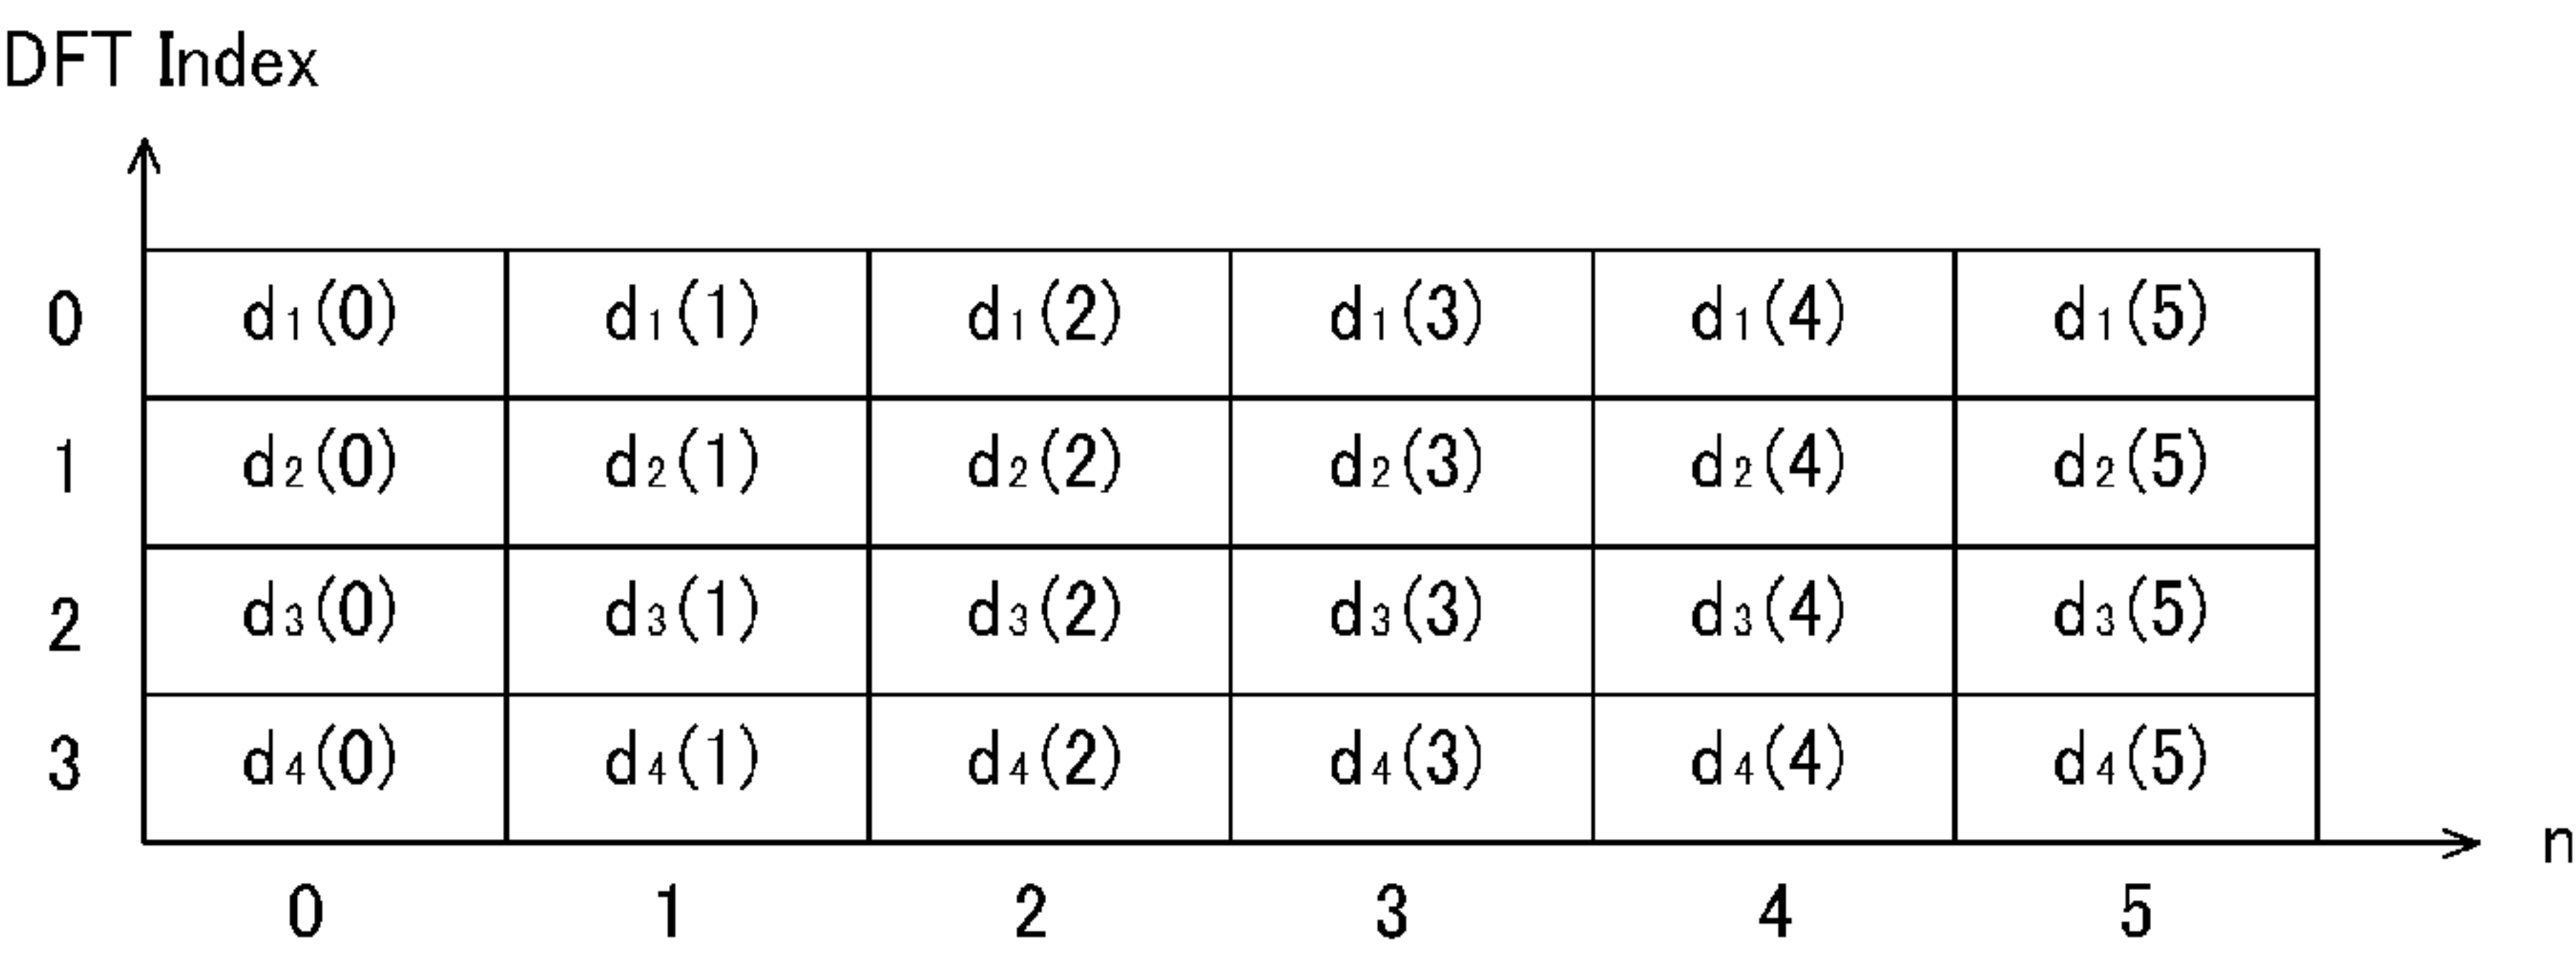 DFT Index
0 d1(0) d1(1) d1(2) d1(3) d1(4) d1(5)
1 d2(0) d2(1) d2(2) d2(3) d2(4) d2(5)
2 d3(0) d3(1) d3(2) d3(3) d3(4) d3(5)
3 d4(0) d4(1) d4(2) d4(3) d4(4) d4(5)
n
0 1 2 3 4 5